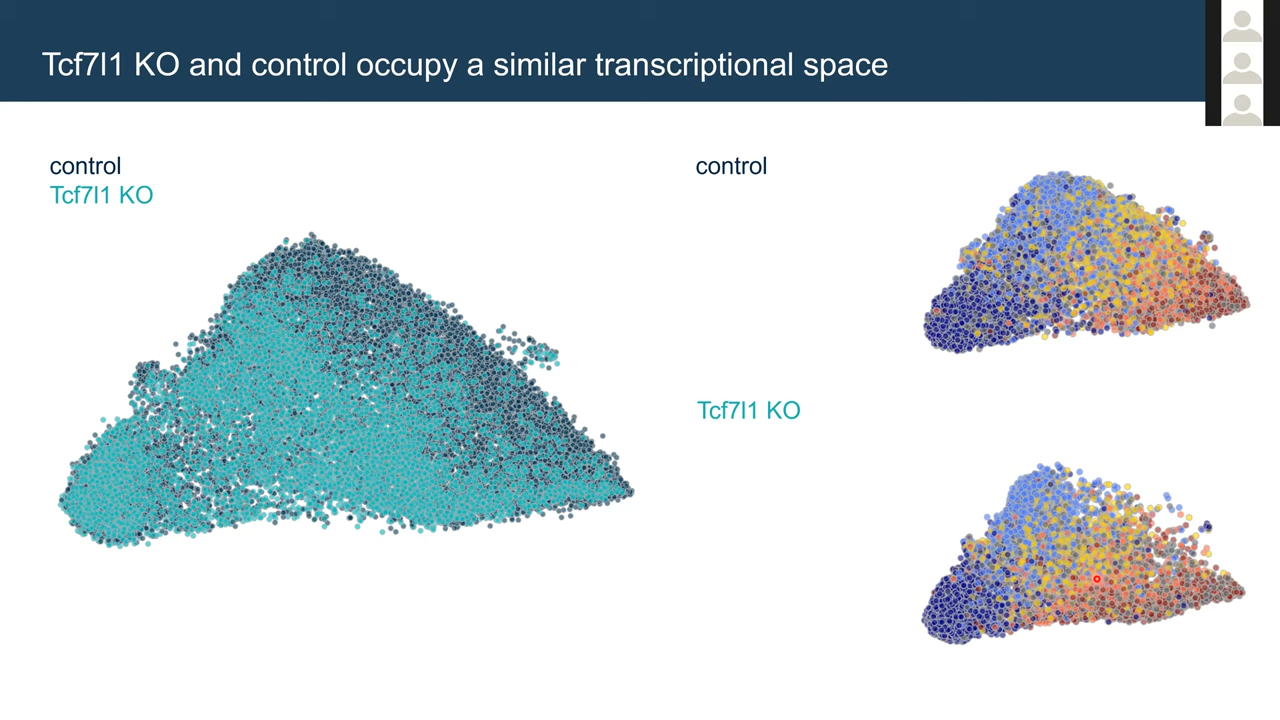 Tcf7l1 KO and control occupy a similar transcriptional space
control
Tcf7l1 KO
control
Tcf7l1 KO